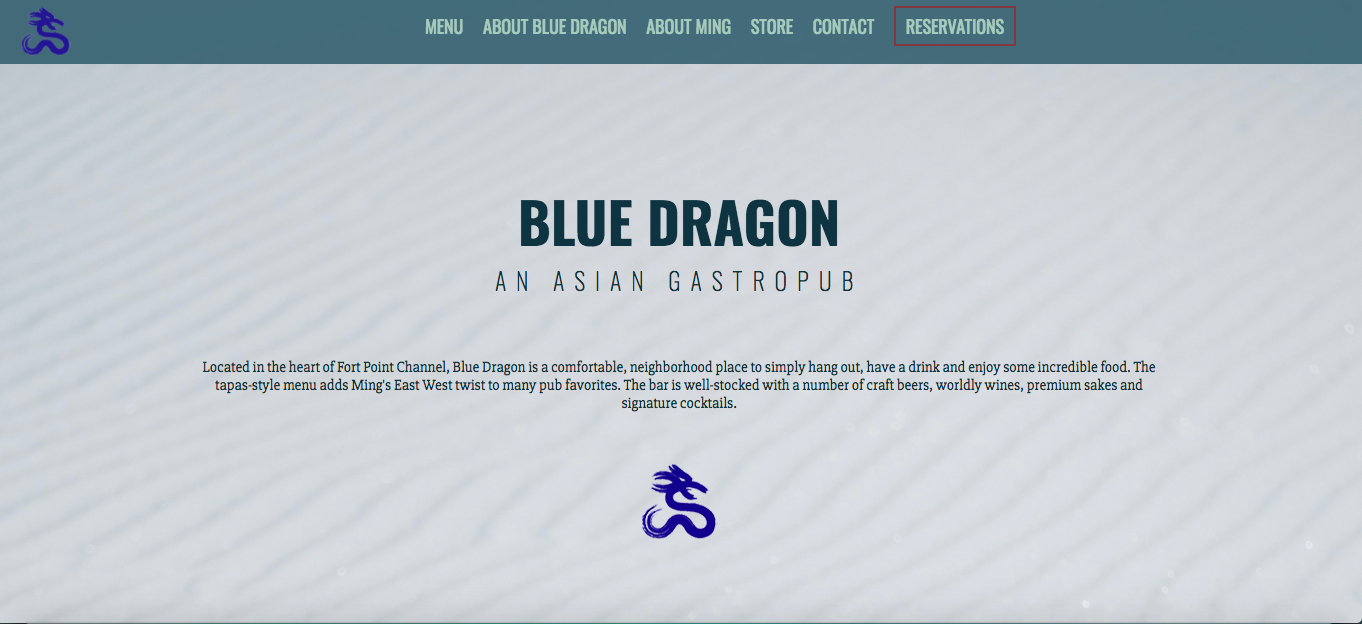 MENU ABOUT BLUE DRAGON ABOUT MING STORE CONTACT RESERVATIONS
BLUE DRAGON
AN ASIAN GASTROPUB
Located in the heart of Fort Point Channel, Blue Dragon is a comfortable, neighborhood place to simply hang out, have a drink and enjoy some incredible food. The
tapas-style menu adds Ming's East West twist to many pub favorites. The bar is well-stocked with a number of craft beers, worldly wines, premium sakes and
signature cocktails.